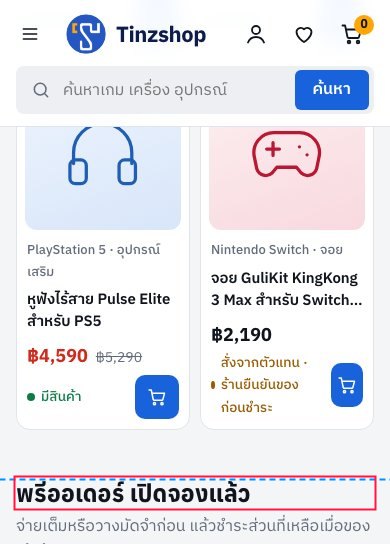 Tinzshop
0
ค้นหาเกม เครื่อง อุปกรณ์
ค้นหา
PlayStation 5 · อุปกรณ์
เสริม
หูฟังไร้สาย Pulse Elite
สำหรับ PS5
฿4,590 ฿5,290
มีสินค้า
Nintendo Switch · จอย
จอย GuliKit KingKong
3 Max สำหรับ Switch...
฿2,190
สั่งจากตัวแทน ·
ร้านยืนยันของ
ก่อนชำระ
พรีออเดอร์ เปิดจองแล้ว
จ่ายเต็มหรือวางมัดจำก่อน แล้วชำระส่วนที่เหลือเมื่อของ